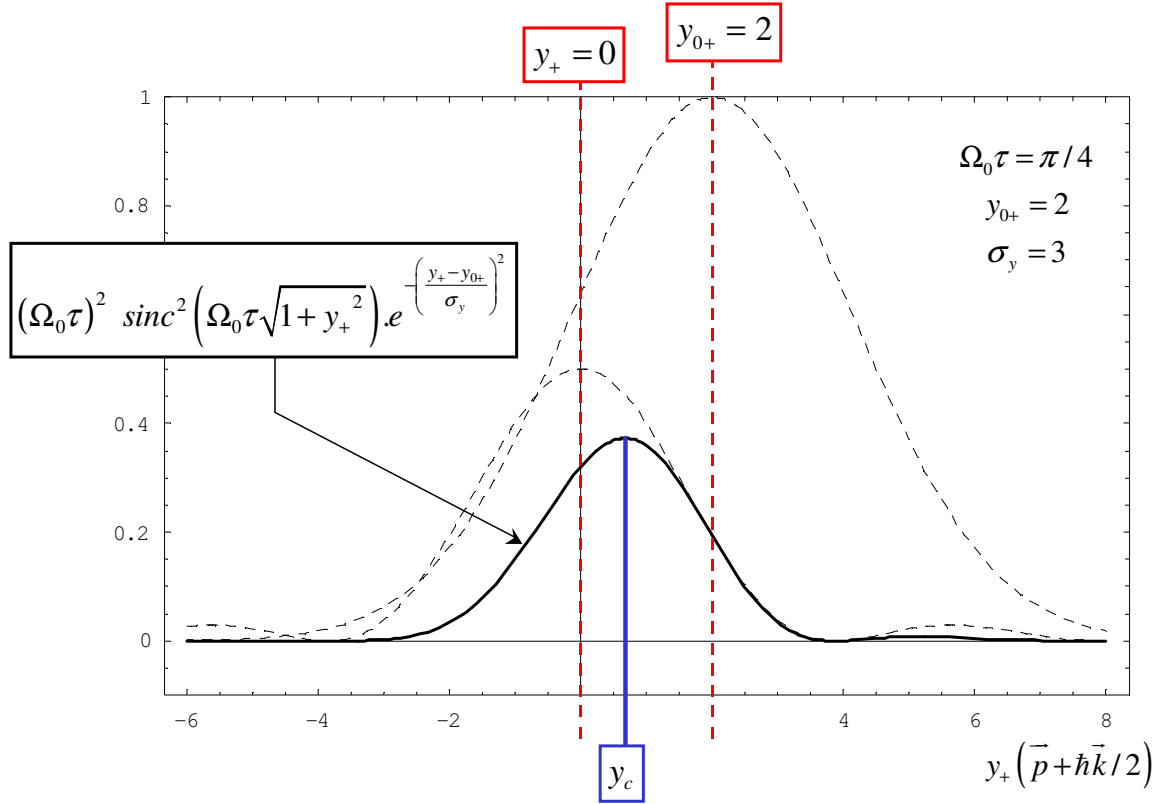 y₊ = 0
y₀₊ = 2
1
0.8
0.4
0.2
0
Ω₀τ = π/4
y₀₊ = 2
σ_y = 3
(Ω₀τ)² sinc²(Ω₀τ√(1 + y₊²)).e^(-((y₊ - y₀₊)/σ_y)²)
-6 -4 -2 4 6 8
y_c
y₊(p⃗ + ħk⃗/2)